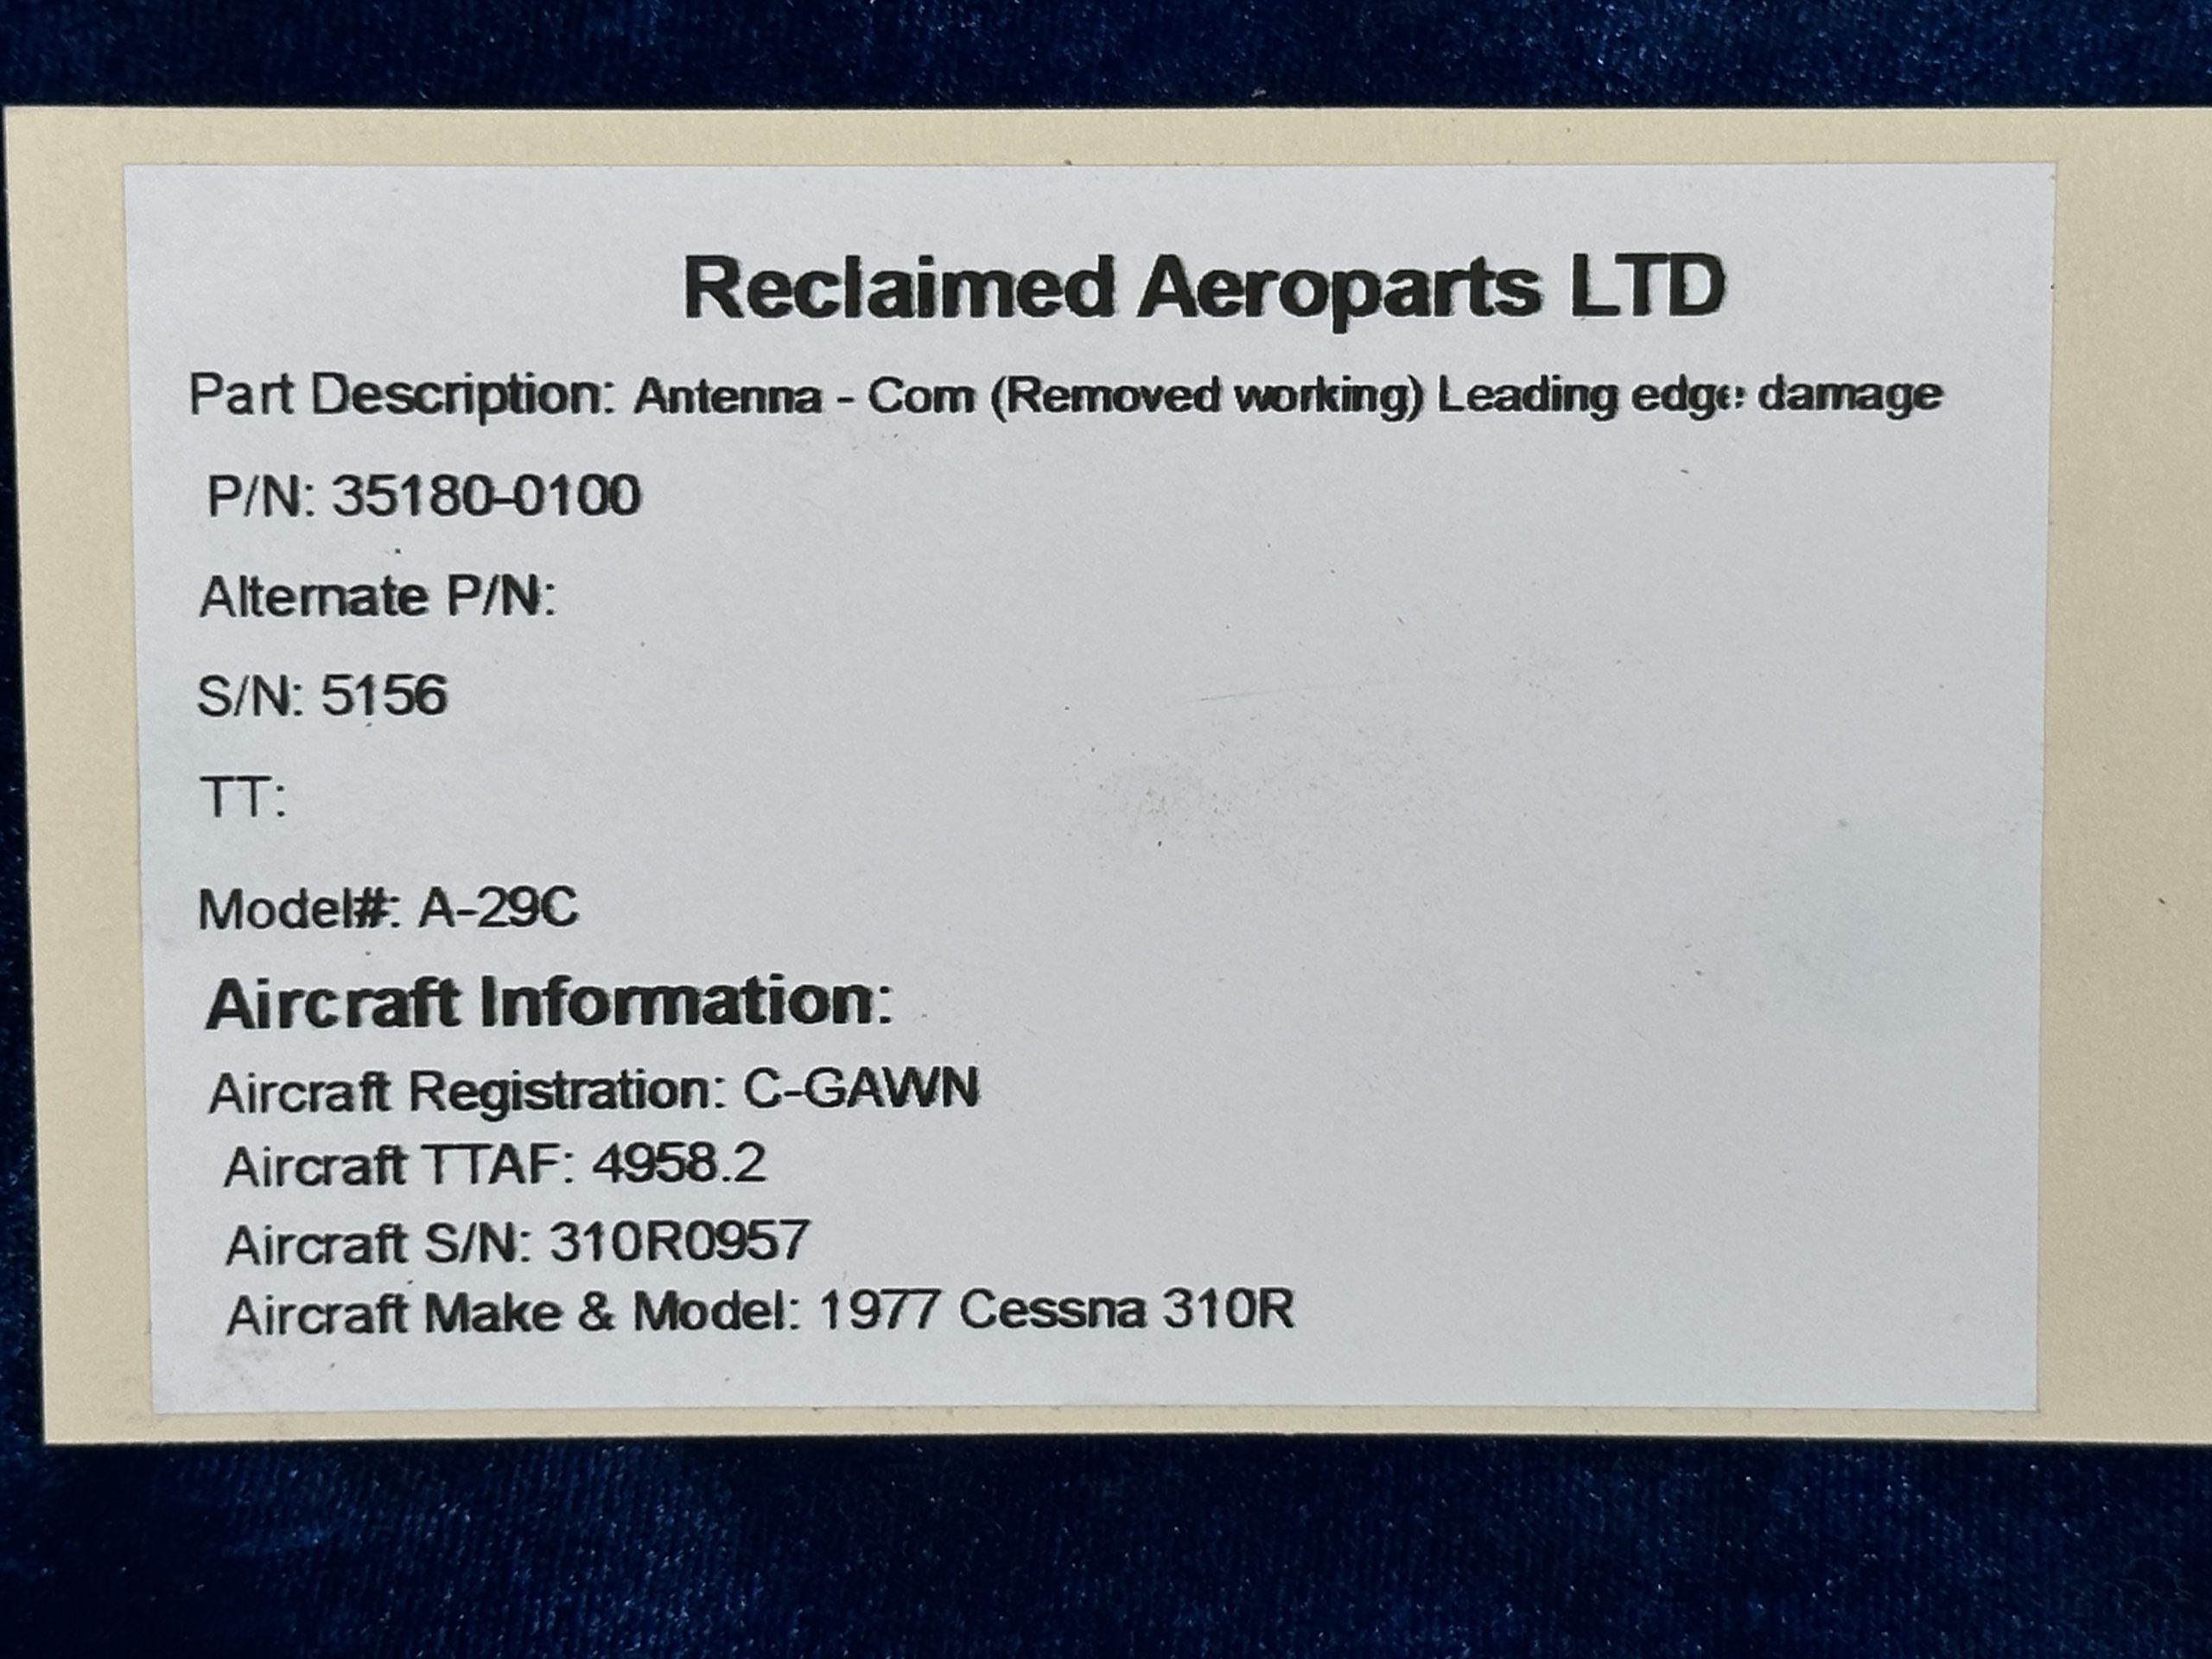 Reclaimed Aeroparts LTD
Part Description: Antenna - Com (Removed working) Leading edge damage
P/N: 35180-0100
Alternate P/N:
S/N: 5156
TT:
Model#: A-29C
Aircraft Information:
Aircraft Registration: C-GAWN
Aircraft TTAF: 4958.2
Aircraft S/N: 310R0957
Aircraft Make & Model: 1977 Cessna 310R